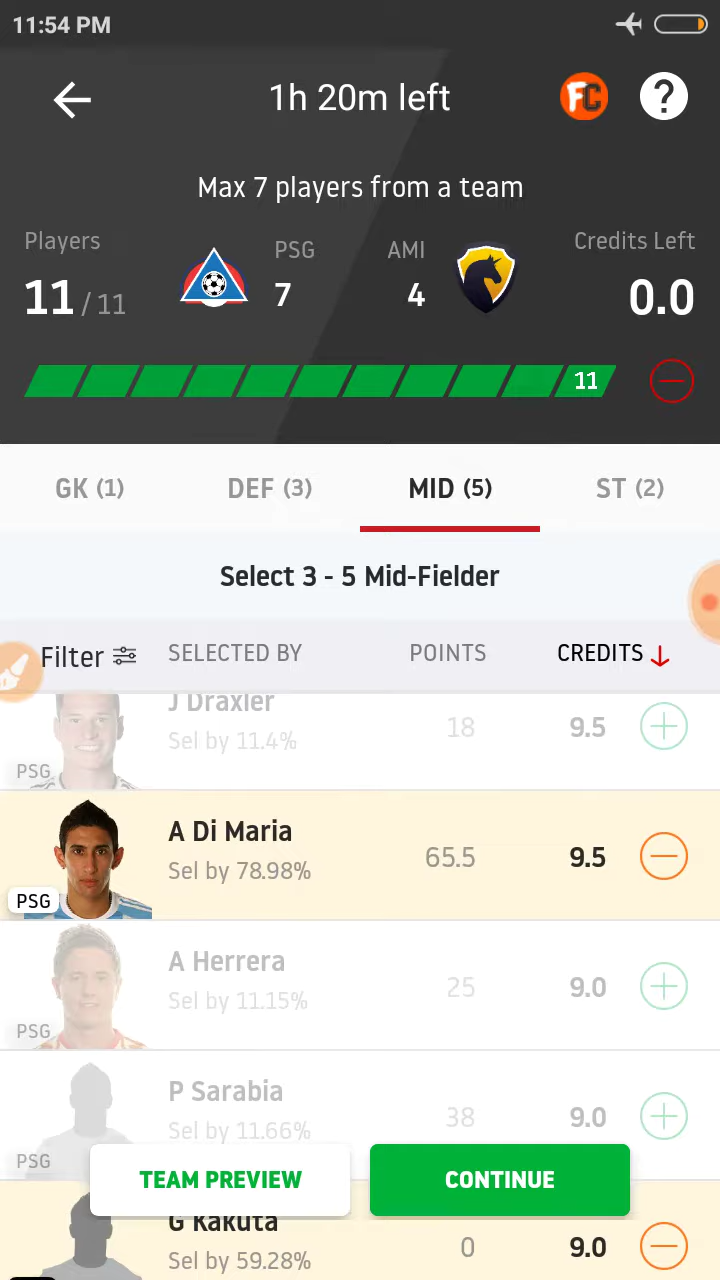 11:54 PM
1h 20m left
FC
?
Max 7 players from a team
Players
PSG
AMI
Credits Left
11 / 11
7
4
0.0
11
GK (1)
DEF (3)
MID (5)
ST (2)
Select 3 - 5 Mid-Fielder
Filter
SELECTED BY
POINTS
CREDITS
J Draxler
Sel by 11.4%
18
9.5
PSG
A Di Maria
Sel by 78.98%
65.5
9.5
PSG
A Herrera
Sel by 11.15%
25
9.0
PSG
P Sarabia
Sel by 11.66%
38
9.0
PSG
TEAM PREVIEW
CONTINUE
G Kakuta
Sel by 59.28%
0
9.0